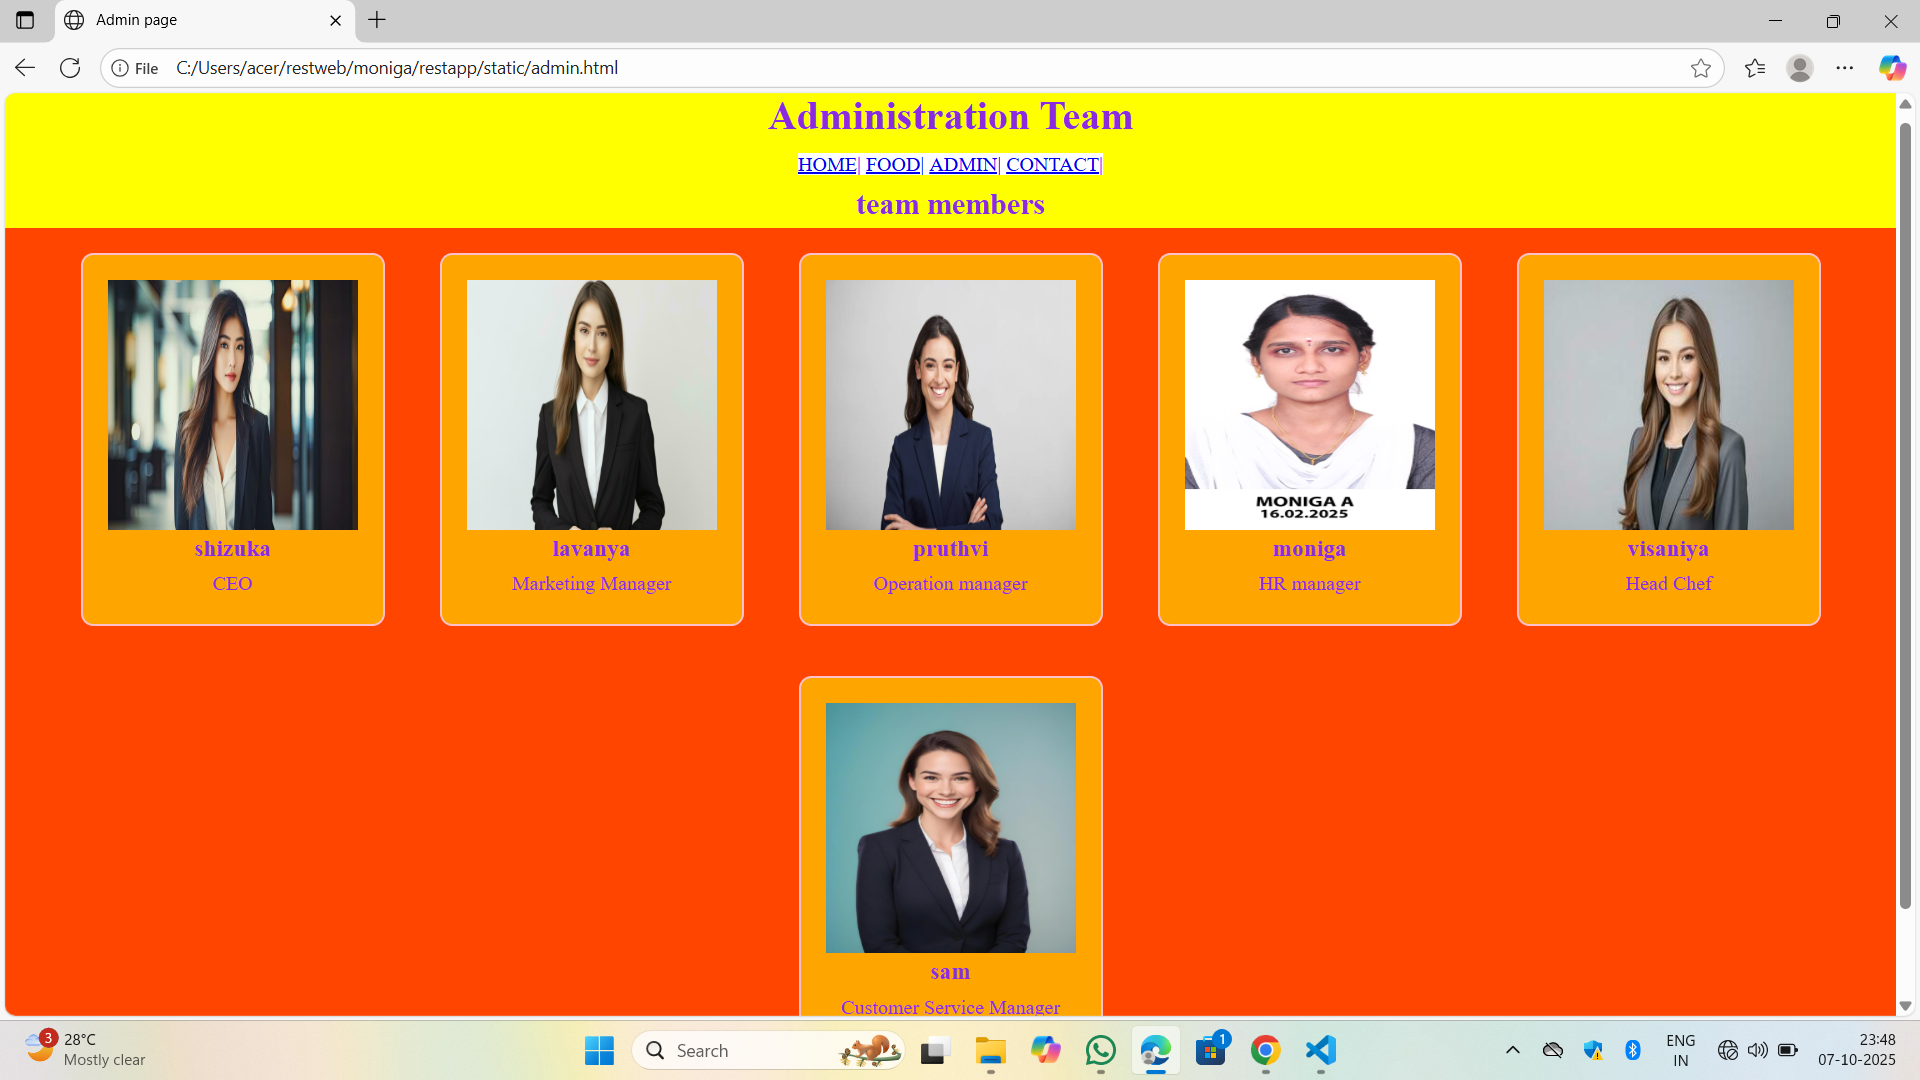 Admin page
File C:/Users/acer/restweb/moniga/restapp/static/admin.html
Administration Team
HOME| FOOD| ADMIN| CONTACT|
team members
MONIGA A
16.02.2025
shizuka lavanya pruthvi moniga visaniya
CEO Marketing Manager Operation manager HR manager Head Chef
sam
Customer Service Manager
3 28°C
Mostly clear
Search
1
ENG
IN
23:48
07-10-2025